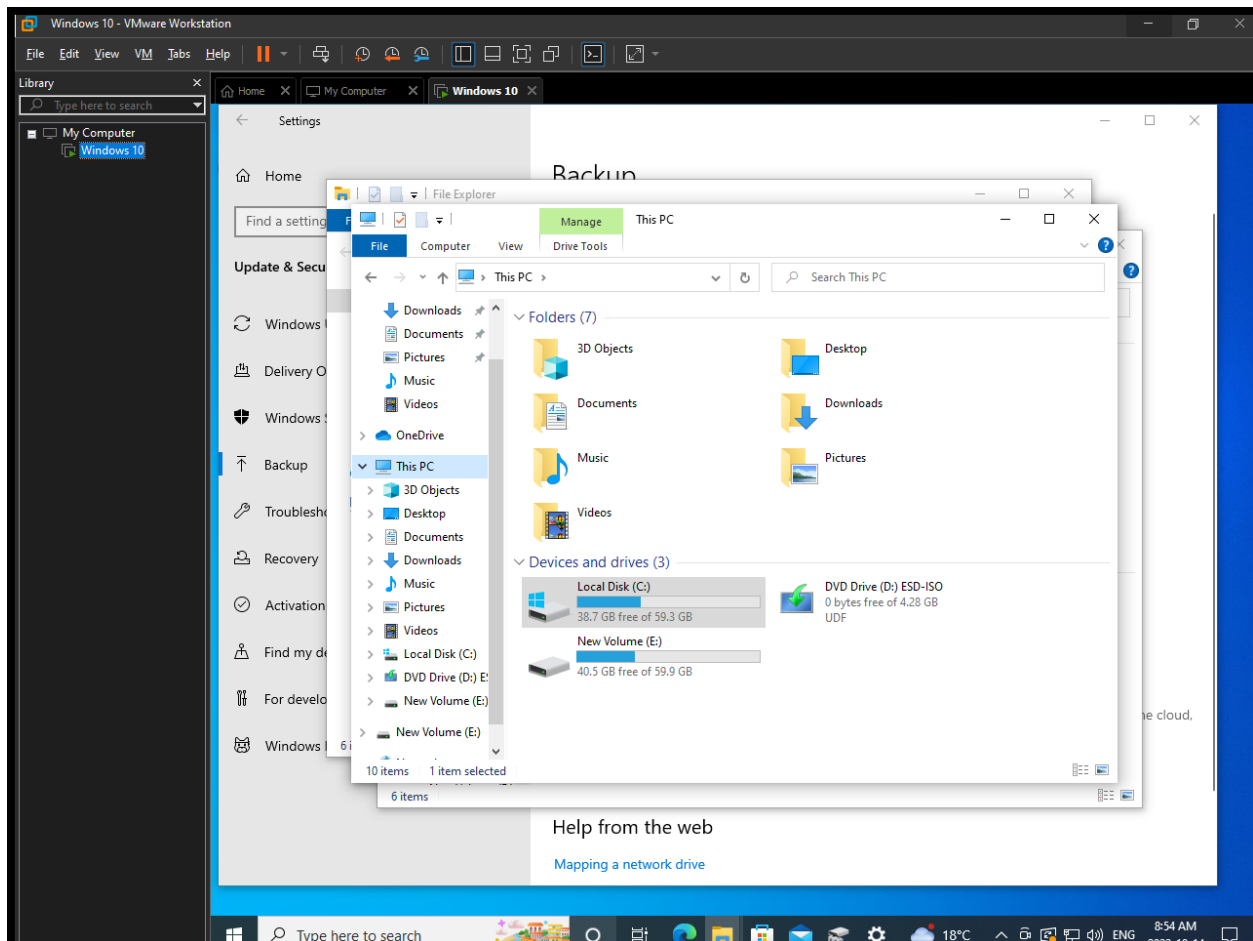 Windows 10 - VMware Workstation
File Edit View VM Tabs Help
Library
Type here to search
My Computer
Windows 10
Home
My Computer
Windows 10
Settings
Home
Find a setting
Update & Secu
Windows
Delivery O
Windows
Backup
Troublesh
Recovery
Activation
Find my de
For develo
Windows
Backup
File Explorer
Manage
This PC
File
Computer
View
Drive Tools
This PC
Search This PC
Downloads
Documents
Pictures
Music
Videos
OneDrive
This PC
3D Objects
Desktop
Documents
Downloads
Music
Pictures
Videos
Local Disk (C:)
DVD Drive (D:) E
New Volume (E:)
New Volume (E:)
Folders (7)
3D Objects
Desktop
Documents
Downloads
Music
Pictures
Videos
Devices and drives (3)
Local Disk (C:)
38.7 GB free of 59.3 GB
DVD Drive (D:) ESD-ISO
0 bytes free of 4.28 GB
UDF
New Volume (E:)
40.5 GB free of 59.9 GB
10 items
1 item selected
6 items
he cloud,
Help from the web
Mapping a network drive
Type here to search
18°C
ENG
8:54 AM